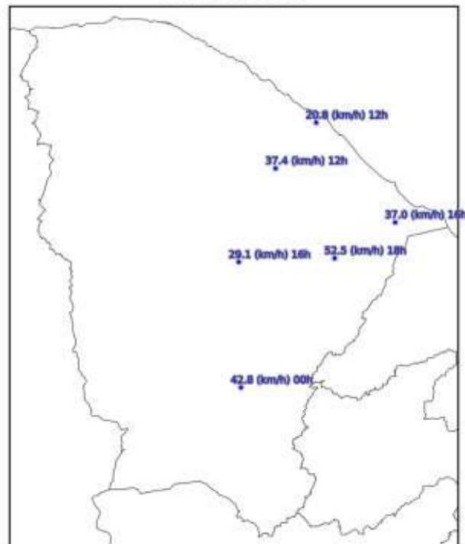 20.8 (km/h) 12h
37.4 (km/h) 12h
37.0 (km/h) 16h
52.5 (km/h) 18h
29.1 (km/h) 16h
42.8 (km/h) 00h